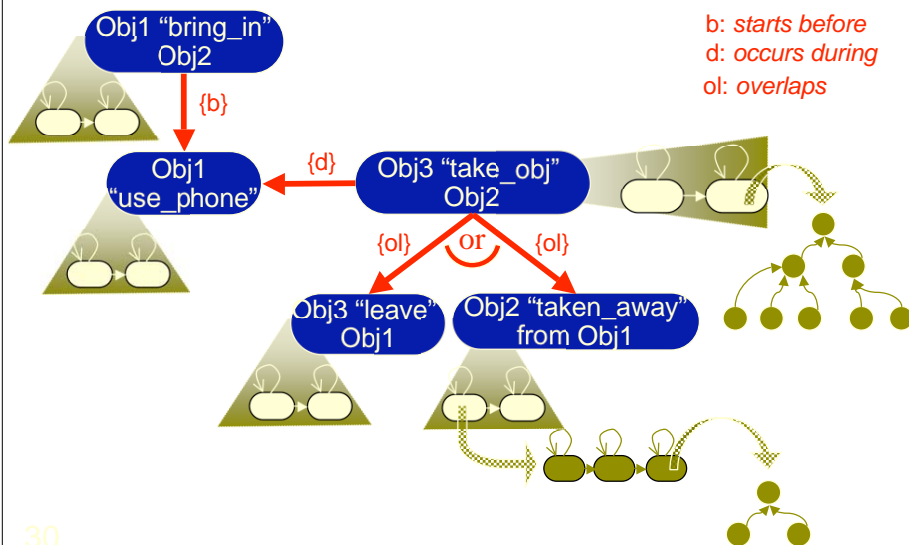 Obj1 “bring_in”
Obj2
b: starts before
d: occurs during
ol: overlaps
{b}
Obj1
“use_phone”
{d}
Obj3 “take_obj”
Obj2
{ol}
or
{ol}
Obj3 “leave”
Obj1
Obj2 “taken_away”
from Obj1
30